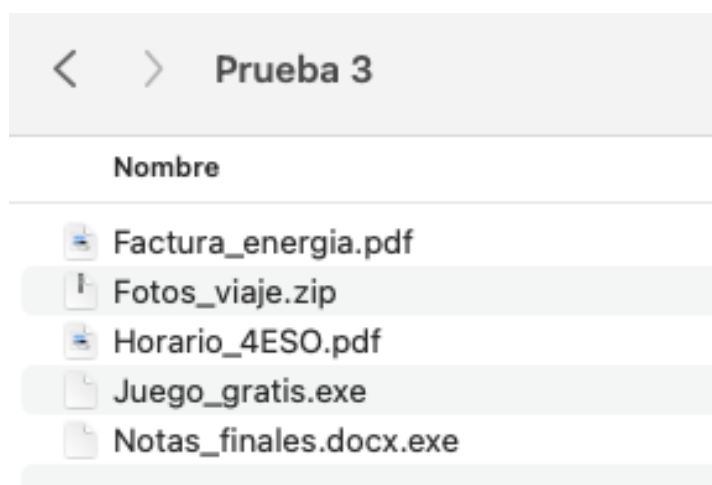 Prueba 3
Nombre
Factura_energia.pdf
Fotos_viaje.zip
Horario_4ESO.pdf
Juego_gratis.exe
Notas_finales.docx.exe